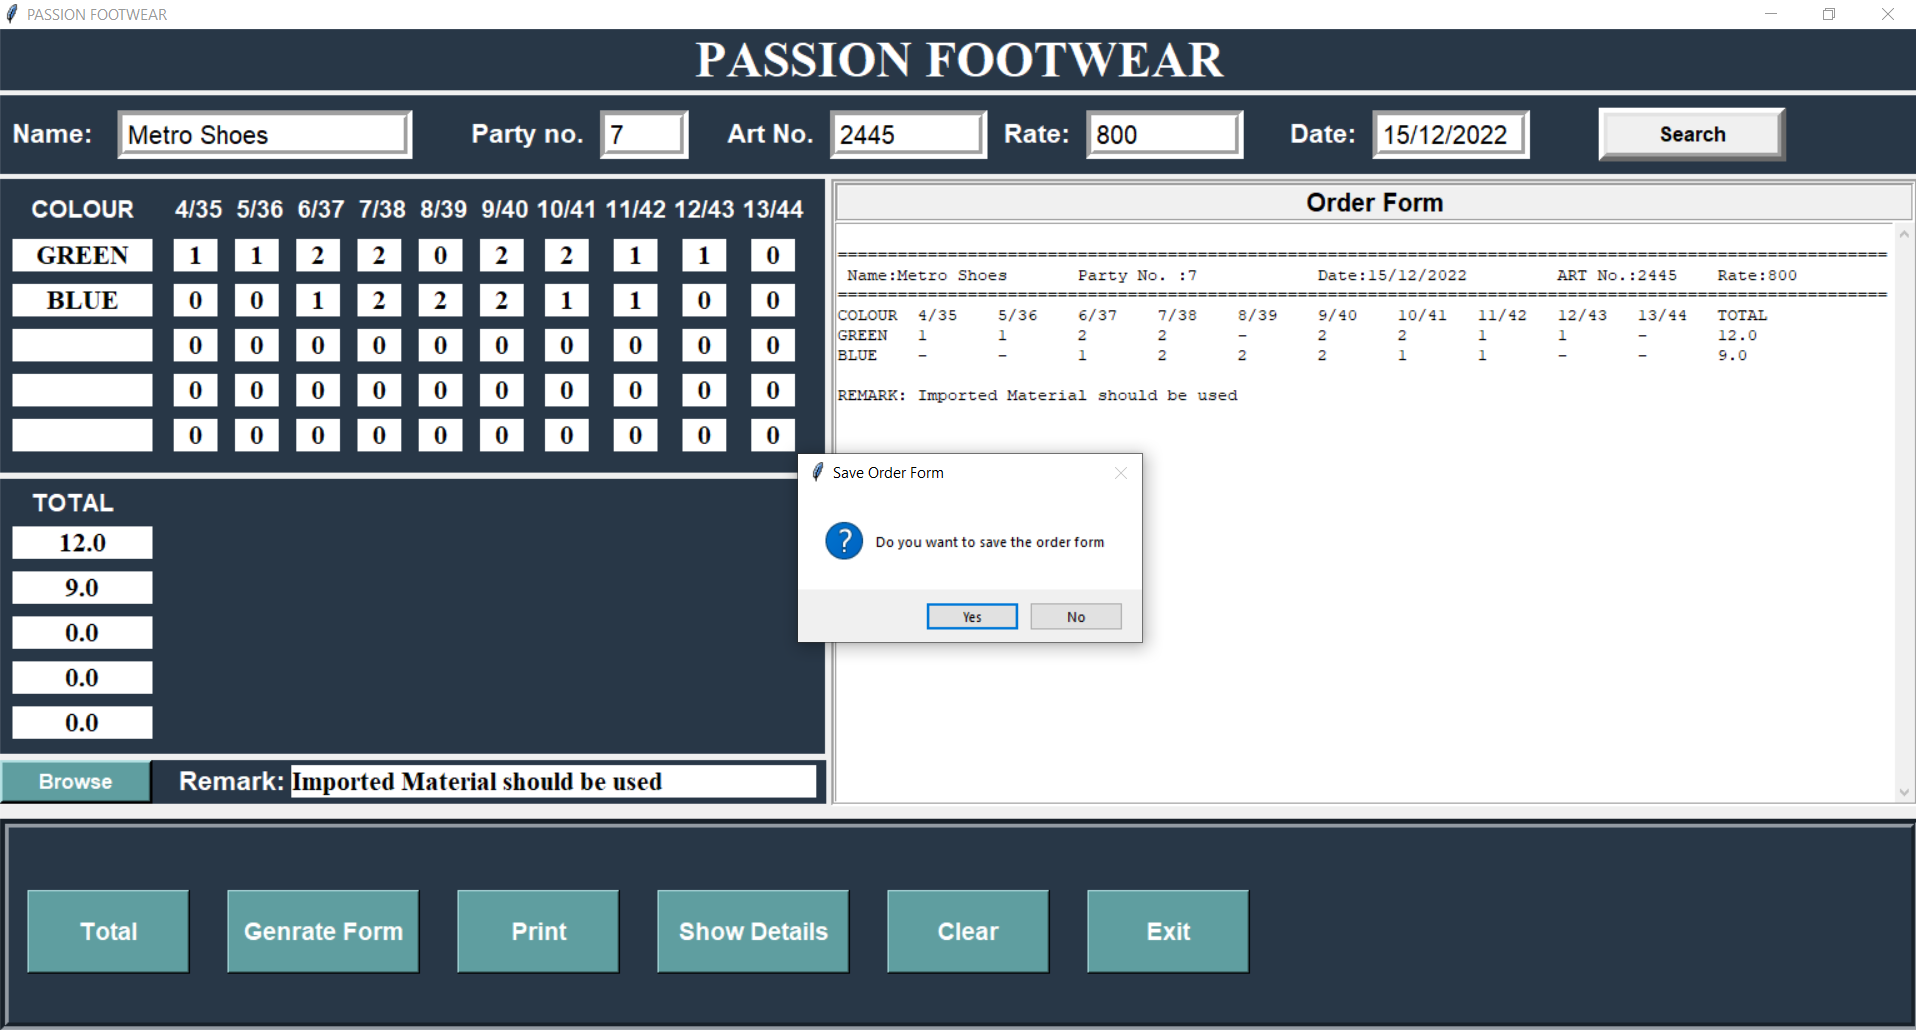 PASSION FOOTWEAR
PASSION FOOTWEAR
Name: Metro Shoes Party no. 7 Art No. 2445 Rate: 800 Date: 15/12/2022 Search
COLOUR 4/35 5/36 6/37 7/38 8/39 9/40 10/41 11/42 12/43 13/44
GREEN 1 1 2 2 0 2 2 1 1 0
BLUE 0 0 1 2 2 2 1 1 0 0
0 0 0 0 0 0 0 0 0 0
0 0 0 0 0 0 0 0 0 0
0 0 0 0 0 0 0 0 0 0
TOTAL
12.0
9.0
0.0
0.0
0.0
Browse Remark: Imported Material should be used
Order Form
==========================================================================================================
Name:Metro Shoes Party No. :7 Date:15/12/2022 ART No.:2445 Rate:800
==========================================================================================================
COLOUR 4/35 5/36 6/37 7/38 8/39 9/40 10/41 11/42 12/43 13/44 TOTAL
GREEN 1 1 2 2 - 2 2 1 1 - 12.0
BLUE - - 1 2 2 2 1 1 - - 9.0
REMARK: Imported Material should be used
Save Order Form
? Do you want to save the order form
Yes No
Total Genrate Form Print Show Details Clear Exit